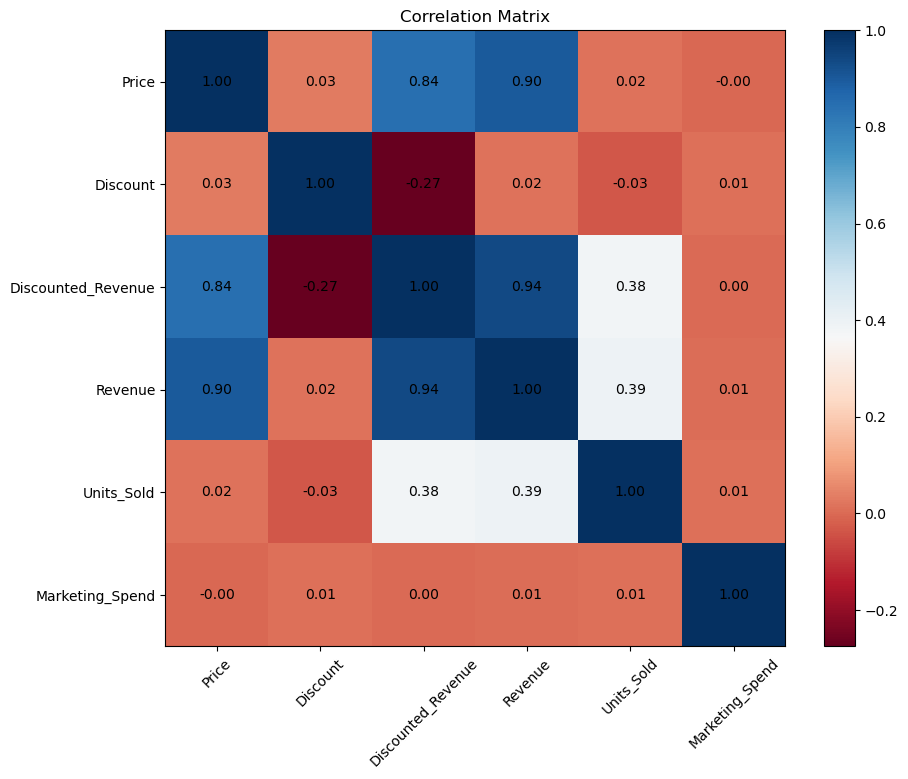 Correlation Matrix
Price 1.00 0.03 0.84 0.90 0.02 -0.00
Discount 0.03 1.00 -0.27 0.02 -0.03 0.01
Discounted_Revenue 0.84 -0.27 1.00 0.94 0.38 0.00
Revenue 0.90 0.02 0.94 1.00 0.39 0.01
Units_Sold 0.02 -0.03 0.38 0.39 1.00 0.01
Marketing_Spend -0.00 0.01 0.00 0.01 0.01 1.00
Price Discount Discounted_Revenue Revenue Units_Sold Marketing_Spend
1.0
0.8
0.6
0.4
0.2
0.0
−0.2